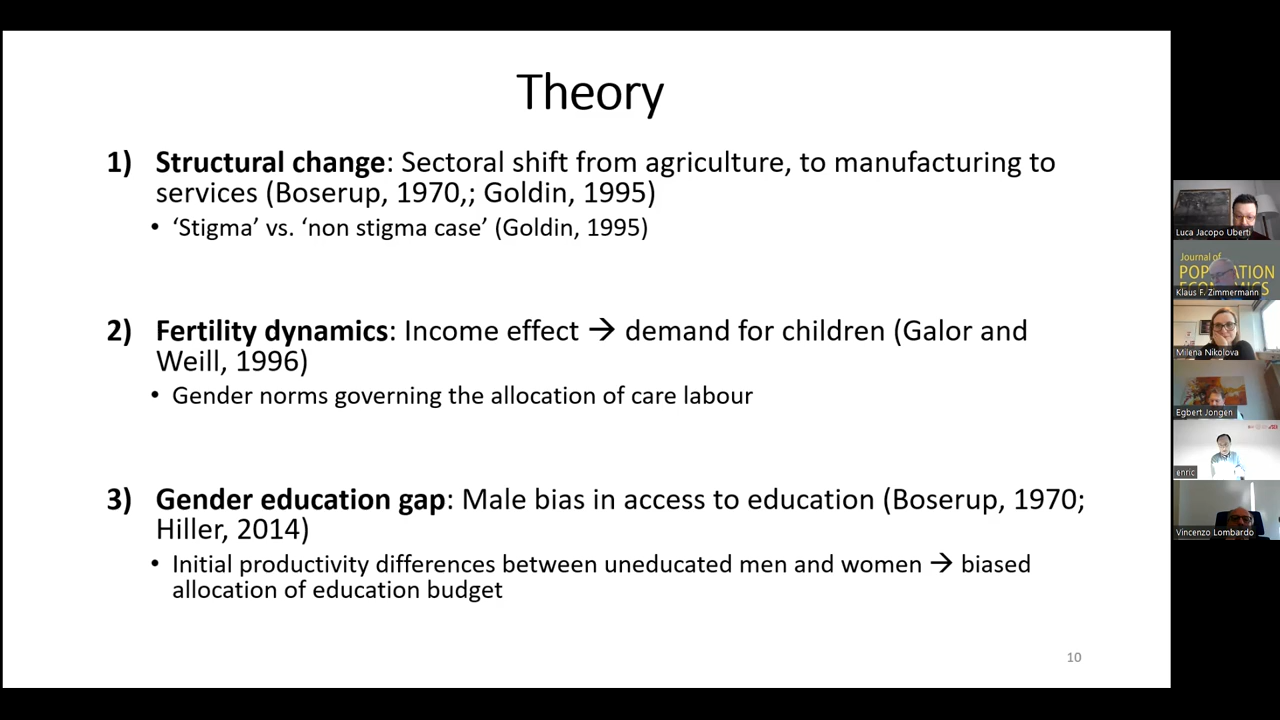 Theory
1) Structural change: Sectoral shift from agriculture, to manufacturing to
services (Boserup, 1970,; Goldin, 1995)
• ‘Stigma’ vs. ‘non stigma case’ (Goldin, 1995)
2) Fertility dynamics: Income effect → demand for children (Galor and
Weill, 1996)
• Gender norms governing the allocation of care labour
3) Gender education gap: Male bias in access to education (Boserup, 1970;
Hiller, 2014)
• Initial productivity differences between uneducated men and women → biased
allocation of education budget
10
Luca Jacopo Uberti
Journal of
Klaus F. Zimmermann
Milena Nikolova
Egbert Jongen
enric
Vincenzo Lombardo